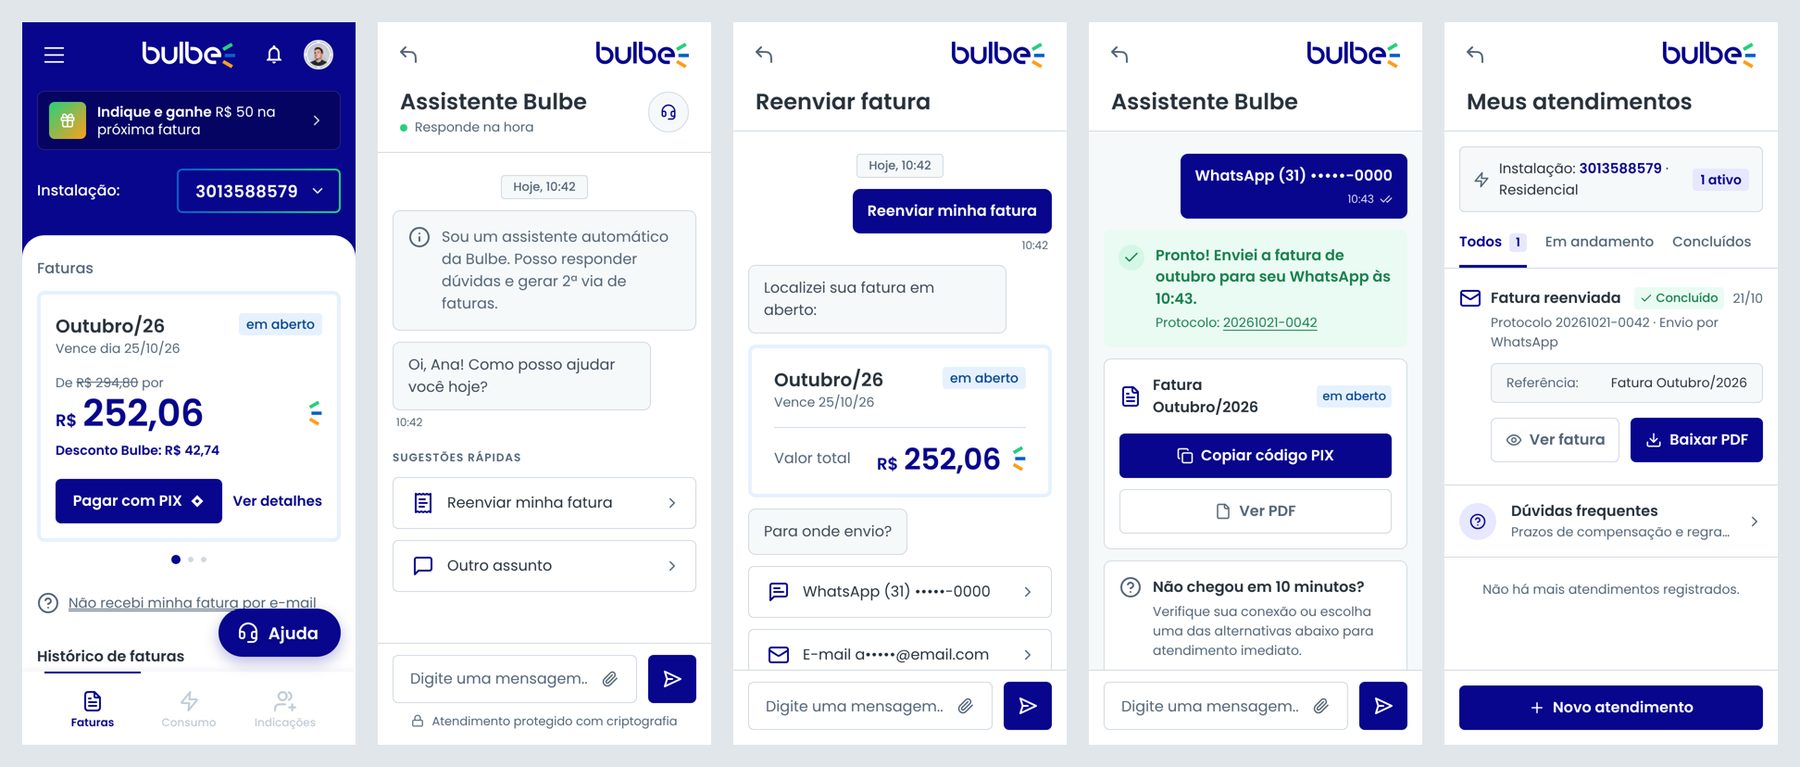 bulbe
Indique e ganhe R$ 50 na
próxima fatura
Instalação:
3013588579
Faturas
Outubro/26
em aberto
Vence dia 25/10/26
De R$ 294,80 por
R$ 252,06
Desconto Bulbe: R$ 42,74
Pagar com PIX
Ver detalhes
Não recebi minha fatura por e-mail
Ajuda
Histórico de faturas
Faturas
Consumo
Indicações
bulbe
Assistente Bulbe
Responde na hora
Hoje, 10:42
Sou um assistente automático
da Bulbe. Posso responder
dúvidas e gerar 2ª via de
faturas.
Oi, Ana! Como posso ajudar
você hoje?
10:42
SUGESTÕES RÁPIDAS
Reenviar minha fatura
Outro assunto
Digite uma mensagem..
Atendimento protegido com criptografia
bulbe
Reenviar fatura
Hoje, 10:42
Reenviar minha fatura
10:42
Localizei sua fatura em
aberto:
Outubro/26
em aberto
Vence 25/10/26
Valor total
R$ 252,06
Para onde envio?
WhatsApp (31) •••••-0000
E-mail a•••••@email.com
Digite uma mensagem..
bulbe
Assistente Bulbe
WhatsApp (31) •••••-0000
10:43
Pronto! Enviei a fatura de
outubro para seu WhatsApp às
10:43.
Protocolo: 20261021-0042
Fatura
Outubro/2026
em aberto
Copiar código PIX
Ver PDF
Não chegou em 10 minutos?
Verifique sua conexão ou escolha
uma das alternativas abaixo para
atendimento imediato.
Digite uma mensagem..
bulbe
Meus atendimentos
Instalação: 3013588579 ·
Residencial
1 ativo
Todos 1
Em andamento
Concluídos
Fatura reenviada
Concluído
21/10
Protocolo 20261021-0042 · Envio por
WhatsApp
Referência:
Fatura Outubro/2026
Ver fatura
Baixar PDF
Dúvidas frequentes
Prazos de compensação e regra...
Não há mais atendimentos registrados.
Novo atendimento